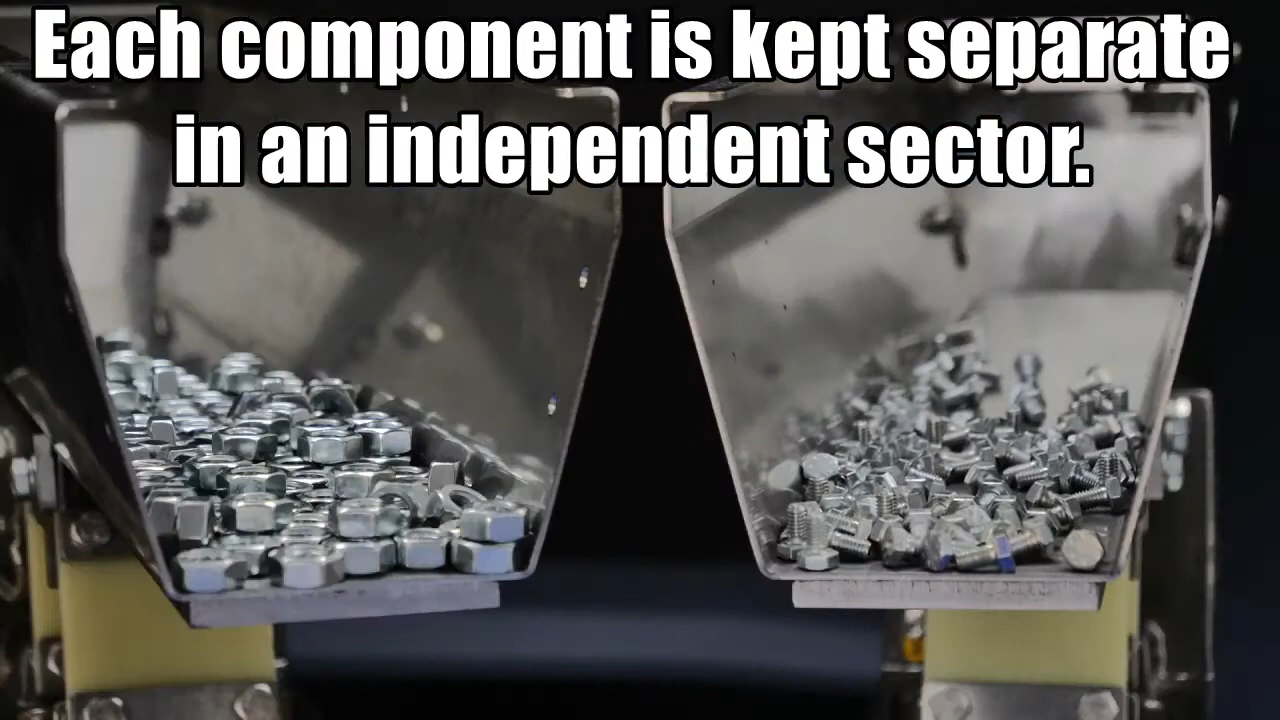 Each component is kept separate
in an independent sector.